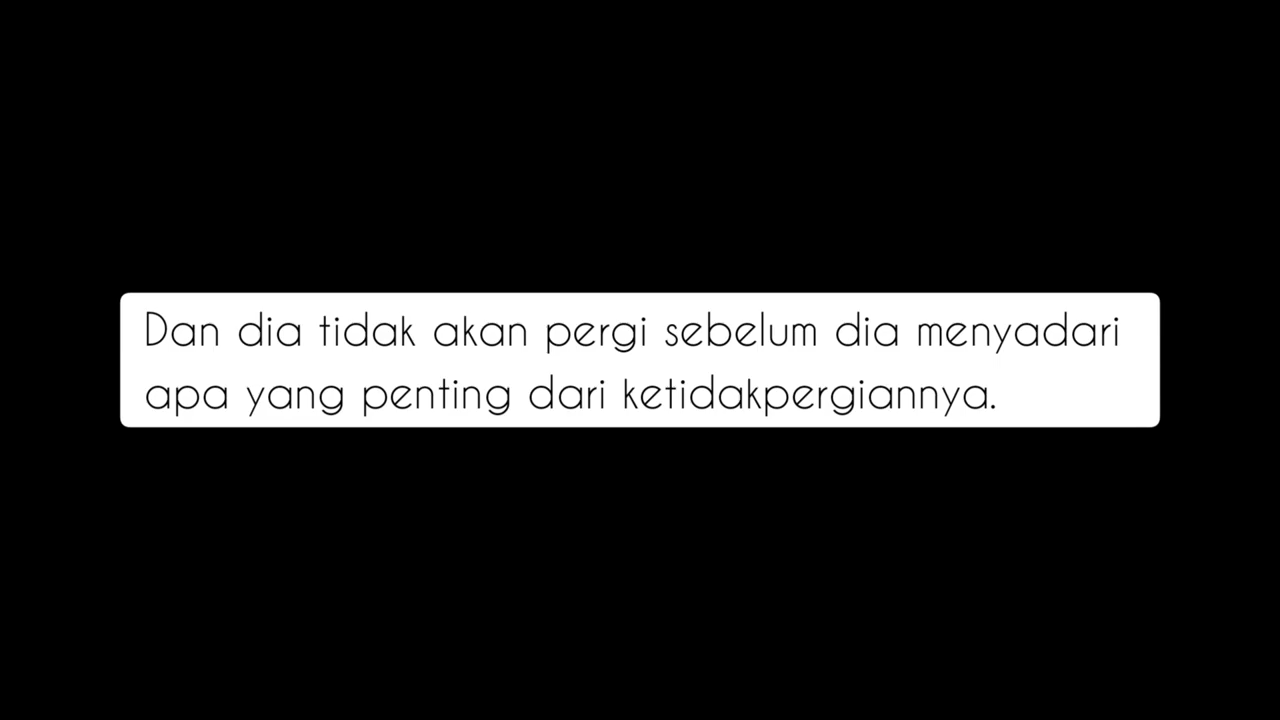 Dan dia tidak akan pergi sebelum dia menyadari
apa yang penting dari ketidakpergiannya.